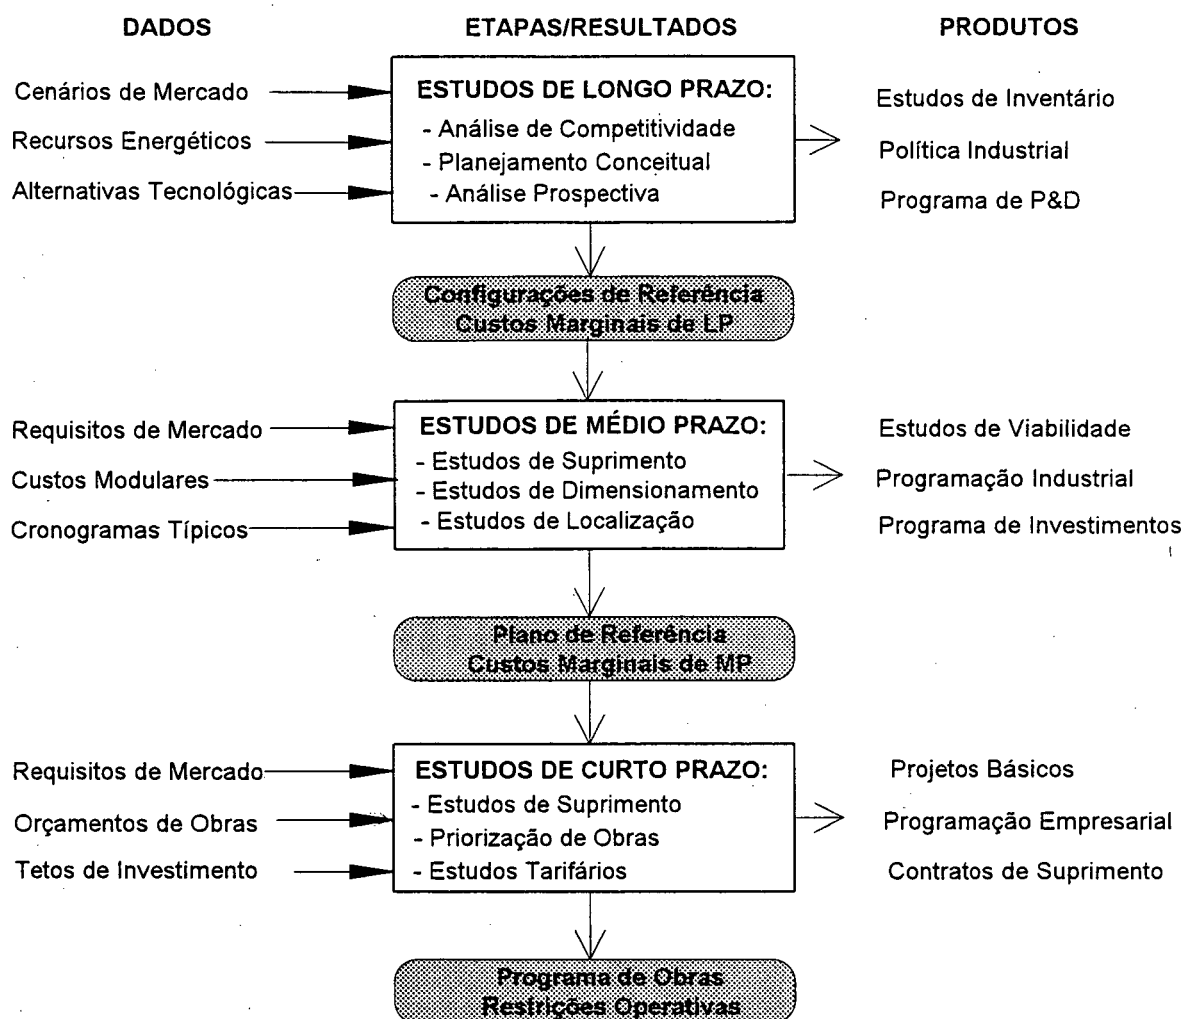 DADOS
ETAPAS/RESULTADOS
PRODUTOS
Cenários de Mercado
Recursos Energéticos
Alternativas Tecnológicas
ESTUDOS DE LONGO PRAZO:
- Análise de Competitividade
- Planejamento Conceitual
- Análise Prospectiva
Estudos de Inventário
Política Industrial
Programa de P&D
Configurações de Referência
Custos Marginais de LP
Requisitos de Mercado
Custos Modulares
Cronogramas Típicos
ESTUDOS DE MÉDIO PRAZO:
- Estudos de Suprimento
- Estudos de Dimensionamento
- Estudos de Localização
Estudos de Viabilidade
Programação Industrial
Programa de Investimentos
Plano de Referência
Custos Marginais de MP
Requisitos de Mercado
Orçamentos de Obras
Tetos de Investimento
ESTUDOS DE CURTO PRAZO:
- Estudos de Suprimento
- Priorização de Obras
- Estudos Tarifários
Projetos Básicos
Programação Empresarial
Contratos de Suprimento
Programa de Obras
Restrições Operativas